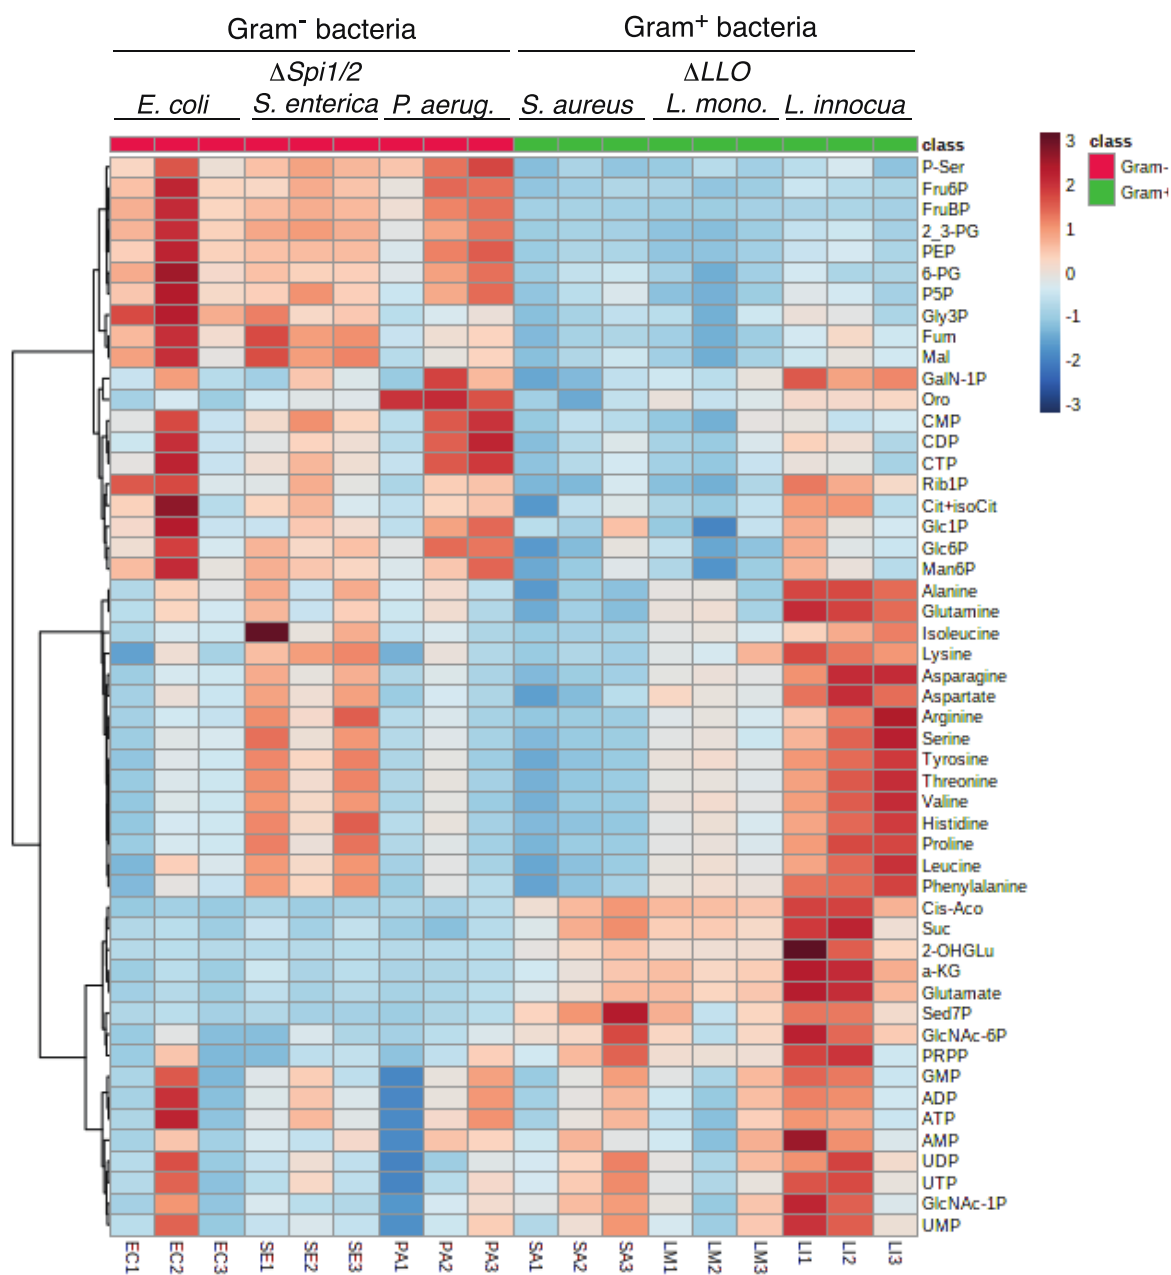 Gram- bacteria Gram+ bacteria
ΔSpi1/2 ΔLLO
E. coli S. enterica P. aerug. S. aureus L. mono. L. innocua
class
P-Ser
Fru6P
FruBP
2_3-PG
PEP
6-PG
P5P
Gly3P
Fum
Mal
GalN-1P
Oro
CMP
CDP
CTP
Rib1P
Cit+isoCit
Glc1P
Glc6P
Man6P
Alanine
Glutamine
Isoleucine
Lysine
Asparagine
Aspartate
Arginine
Serine
Tyrosine
Threonine
Valine
Histidine
Proline
Leucine
Phenylalanine
Cis-Aco
Suc
2-OHGLu
a-KG
Glutamate
Sed7P
GlcNAc-6P
PRPP
GMP
ADP
ATP
AMP
UDP
UTP
GlcNAc-1P
UMP
EC1 EC2 EC3 SE1 SE2 SE3 PA1 PA2 PA3 SA1 SA2 SA3 LM1 LM2 LM3 LI1 LI2 LI3
3
2
1
0
-1
-2
-3
class
Gram-
Gram+